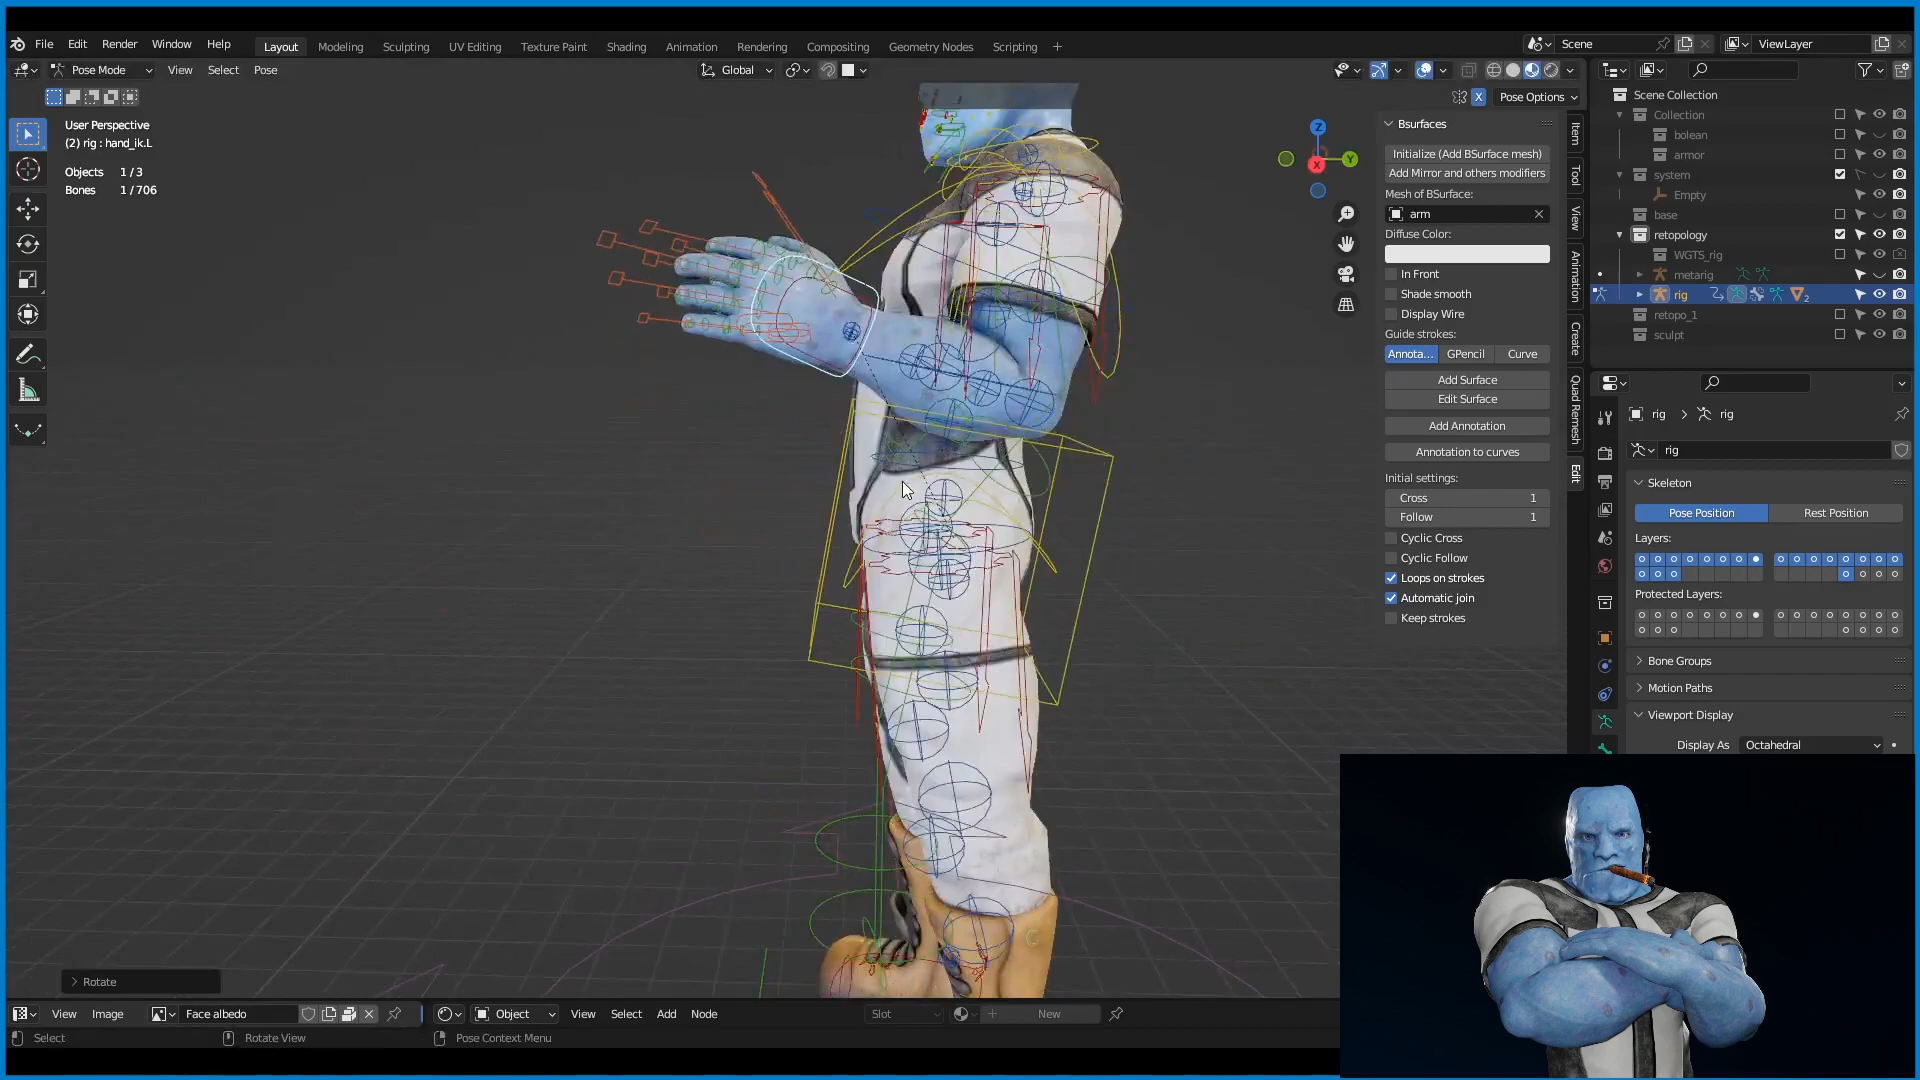 File Edit Render Window Help Layout Modeling Sculpting UV Editing Texture Paint Shading Animation Rendering Compositing Geometry Nodes Scripting + Scene ViewLayer
Pose Mode View Select Pose Global
X Pose Options
User Perspective
(2) rig : hand_ik.L
Objects 1 / 3
Bones 1 / 706
Z
Y
X
Bsurfaces
Initialize (Add BSurface mesh)
Add Mirror and others modifiers
Mesh of BSurface:
arm
Diffuse Color:
In Front
Shade smooth
Display Wire
Guide strokes:
Annota... GPencil Curve
Add Surface
Edit Surface
Add Annotation
Annotation to curves
Initial settings:
Cross 1
Follow 1
Cyclic Cross
Cyclic Follow
Loops on strokes
Automatic join
Keep strokes
Item
Tool
View
Animation
Create
Quad Remesh
Edit
Scene Collection
Collection
bolean
armor
system
Empty
base
retopology
WGTS_rig
metarig
rig 2
retopo_1
sculpt
rig > rig
rig
Skeleton
Pose Position Rest Position
Layers:
Protected Layers:
Bone Groups
Motion Paths
Viewport Display
Display As Octahedral
Rotate
View Image Face albedo Object View Select Add Node Slot New
Select Rotate View Pose Context Menu